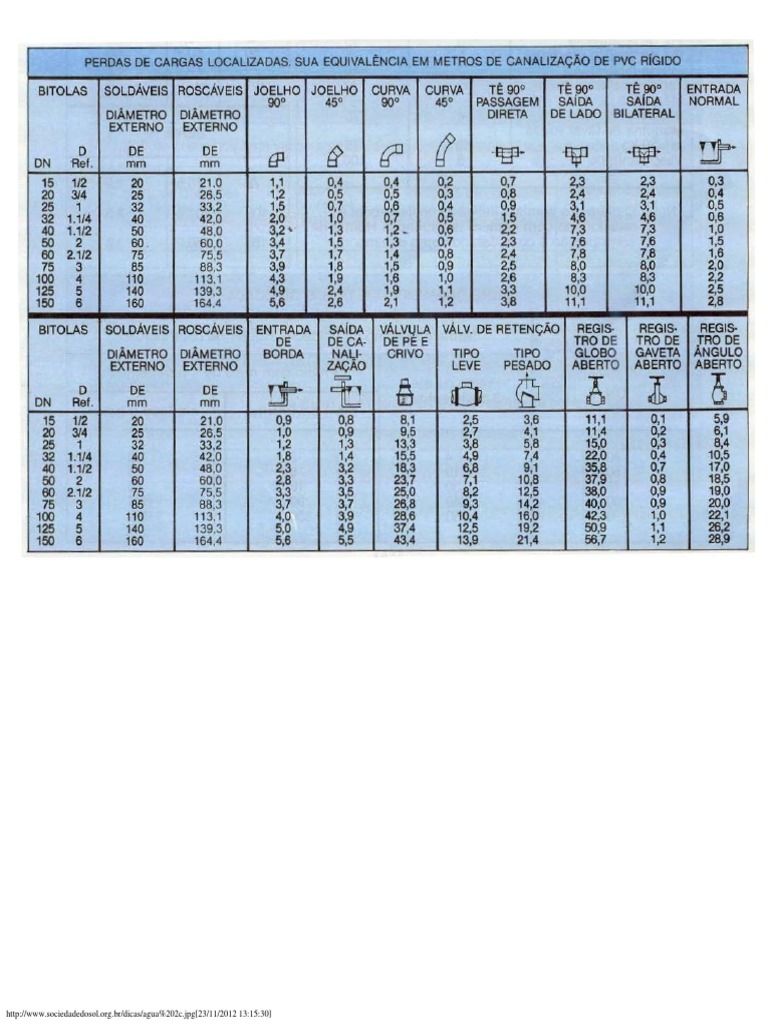 PERDAS DE CARGAS LOCALIZADAS. SUA EQUIVALÊNCIA EM METROS DE CANALIZAÇÃO DE PVC RÍGIDO
BITOLAS SOLDÁVEIS ROSCÁVEIS JOELHO JOELHO CURVA CURVA TÊ 90º TÊ 90º TÊ 90º ENTRADA
90º 45º 90º 45º PASSAGEM SAÍDA SAÍDA NORMAL
DIÂMETRO DIÂMETRO DIRETA DE LADO BILATERAL
EXTERNO EXTERNO
D DE DE
DN Ref. mm mm
15 1/2 20 21,0 1,1 0,4 0,4 0,2 0,7 2,3 2,3 0,3
20 3/4 25 26,5 1,2 0,5 0,5 0,3 0,8 2,4 2,4 0,4
25 1 32 33,2 1,5 0,7 0,6 0,4 0,9 3,1 3,1 0,5
32 1.1/4 40 42,0 2,0 1,0 0,7 0,5 1,5 4,6 4,6 0,6
40 1.1/2 50 48,0 3,2 1,3 1,2 0,6 2,2 7,3 7,3 1,0
50 2 60 60,0 3,4 1,5 1,3 0,7 2,3 7,6 7,6 1,5
60 2.1/2 75 75,5 3,7 1,7 1,4 0,8 2,4 7,8 7,8 1,6
75 3 85 88,3 3,9 1,8 1,5 0,9 2,5 8,0 8,0 2,0
100 4 110 113,1 4,3 1,9 1,6 1,0 2,6 8,3 8,3 2,2
125 5 140 139,3 4,9 2,4 1,9 1,1 3,3 10,0 10,0 2,5
150 6 160 164,4 5,6 2,6 2,1 1,2 3,8 11,1 11,1 2,8
BITOLAS SOLDÁVEIS ROSCÁVEIS ENTRADA SAÍDA VÁLVULA VÁLV. DE RETENÇÃO REGIS- REGIS- REGIS-
DE DE CA- DE PÉ E TRO DE TRO DE TRO DE
DIÂMETRO DIÂMETRO BORDA NALI- CRIVO TIPO TIPO GLOBO GAVETA ÂNGULO
EXTERNO EXTERNO ZAÇÃO LEVE PESADO ABERTO ABERTO ABERTO
D DE DE
DN Ref. mm mm
15 1/2 20 21,0 0,9 0,8 8,1 2,5 3,6 11,1 0,1 5,9
20 3/4 25 26,5 1,0 0,9 9,5 2,7 4,1 11,4 0,2 6,1
25 1 32 33,2 1,2 1,3 13,3 3,8 5,8 15,0 0,3 8,4
32 1.1/4 40 42,0 1,8 1,4 15,5 4,9 7,4 22,0 0,4 10,5
40 1.1/2 50 48,0 2,3 3,2 18,3 6,8 9,1 35,8 0,7 17,0
50 2 60 60,0 2,8 3,3 23,7 7,1 10,8 37,9 0,8 18,5
60 2.1/2 75 75,5 3,3 3,5 25,0 8,2 12,5 38,0 0,9 19,0
75 3 85 88,3 3,7 3,7 26,8 9,3 14,2 40,0 0,9 20,0
100 4 110 113,1 4,0 3,9 28,6 10,4 16,0 42,3 1,0 22,1
125 5 140 139,3 5,0 4,9 37,4 12,5 19,2 50,9 1,1 26,2
150 6 160 164,4 5,6 5,5 43,4 13,9 21,4 56,7 1,2 28,9
http://www.sociedadedosol.org.br/dicas/agua%202c.jpg[23/11/2012 13:15:30]